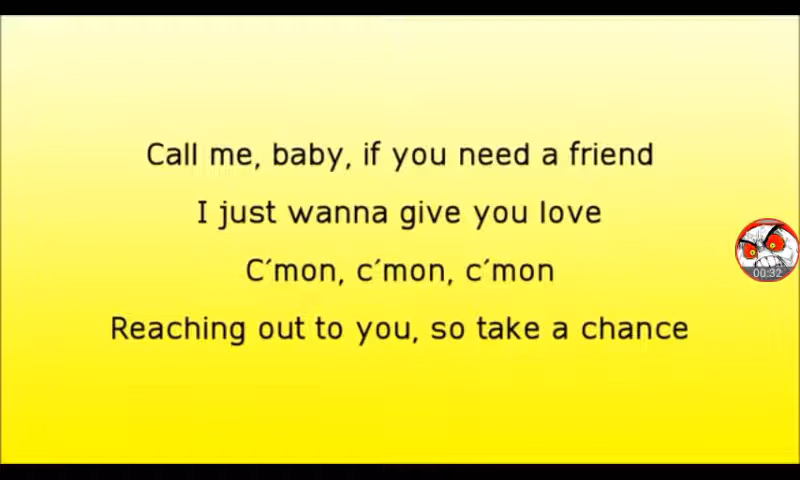 Call me, baby, if you need a friend
I just wanna give you love
C´mon, c´mon, c´mon
Reaching out to you, so take a chance
00:32